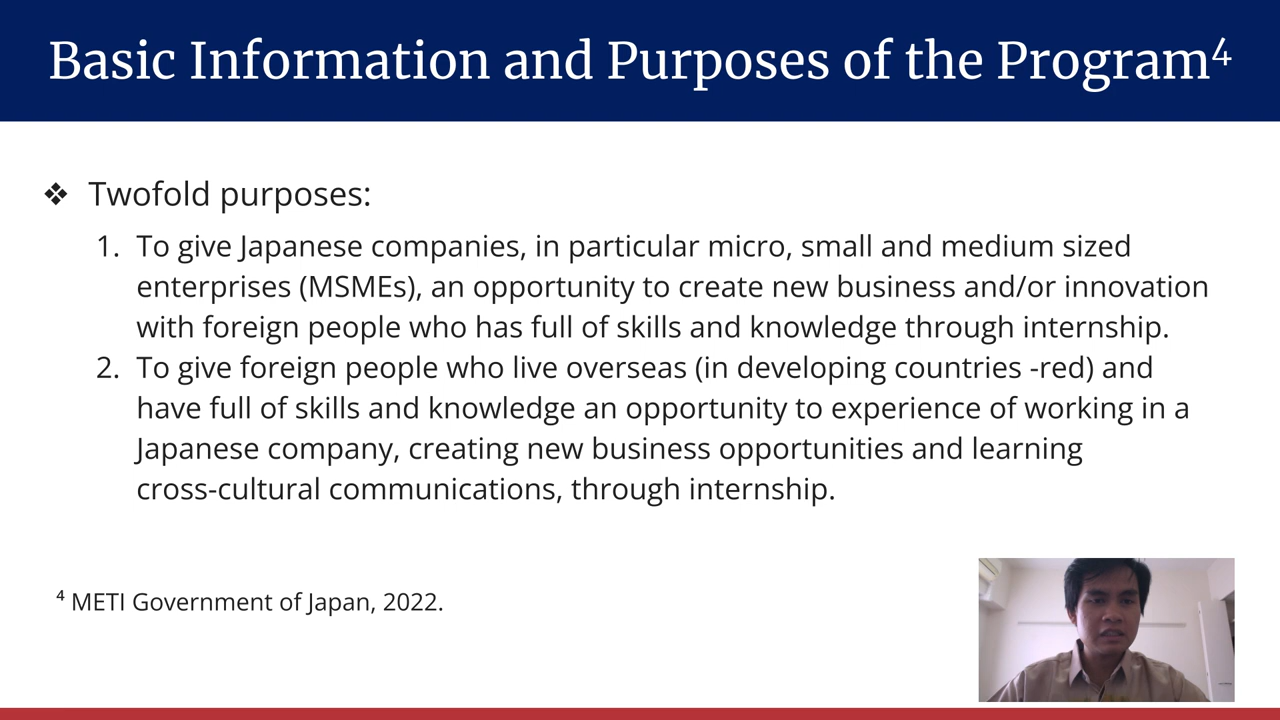 Basic Information and Purposes of the Program⁴
❖ Twofold purposes:
1. To give Japanese companies, in particular micro, small and medium sized
enterprises (MSMEs), an opportunity to create new business and/or innovation
with foreign people who has full of skills and knowledge through internship.
2. To give foreign people who live overseas (in developing countries -red) and
have full of skills and knowledge an opportunity to experience of working in a
Japanese company, creating new business opportunities and learning
cross-cultural communications, through internship.
⁴ METI Government of Japan, 2022.